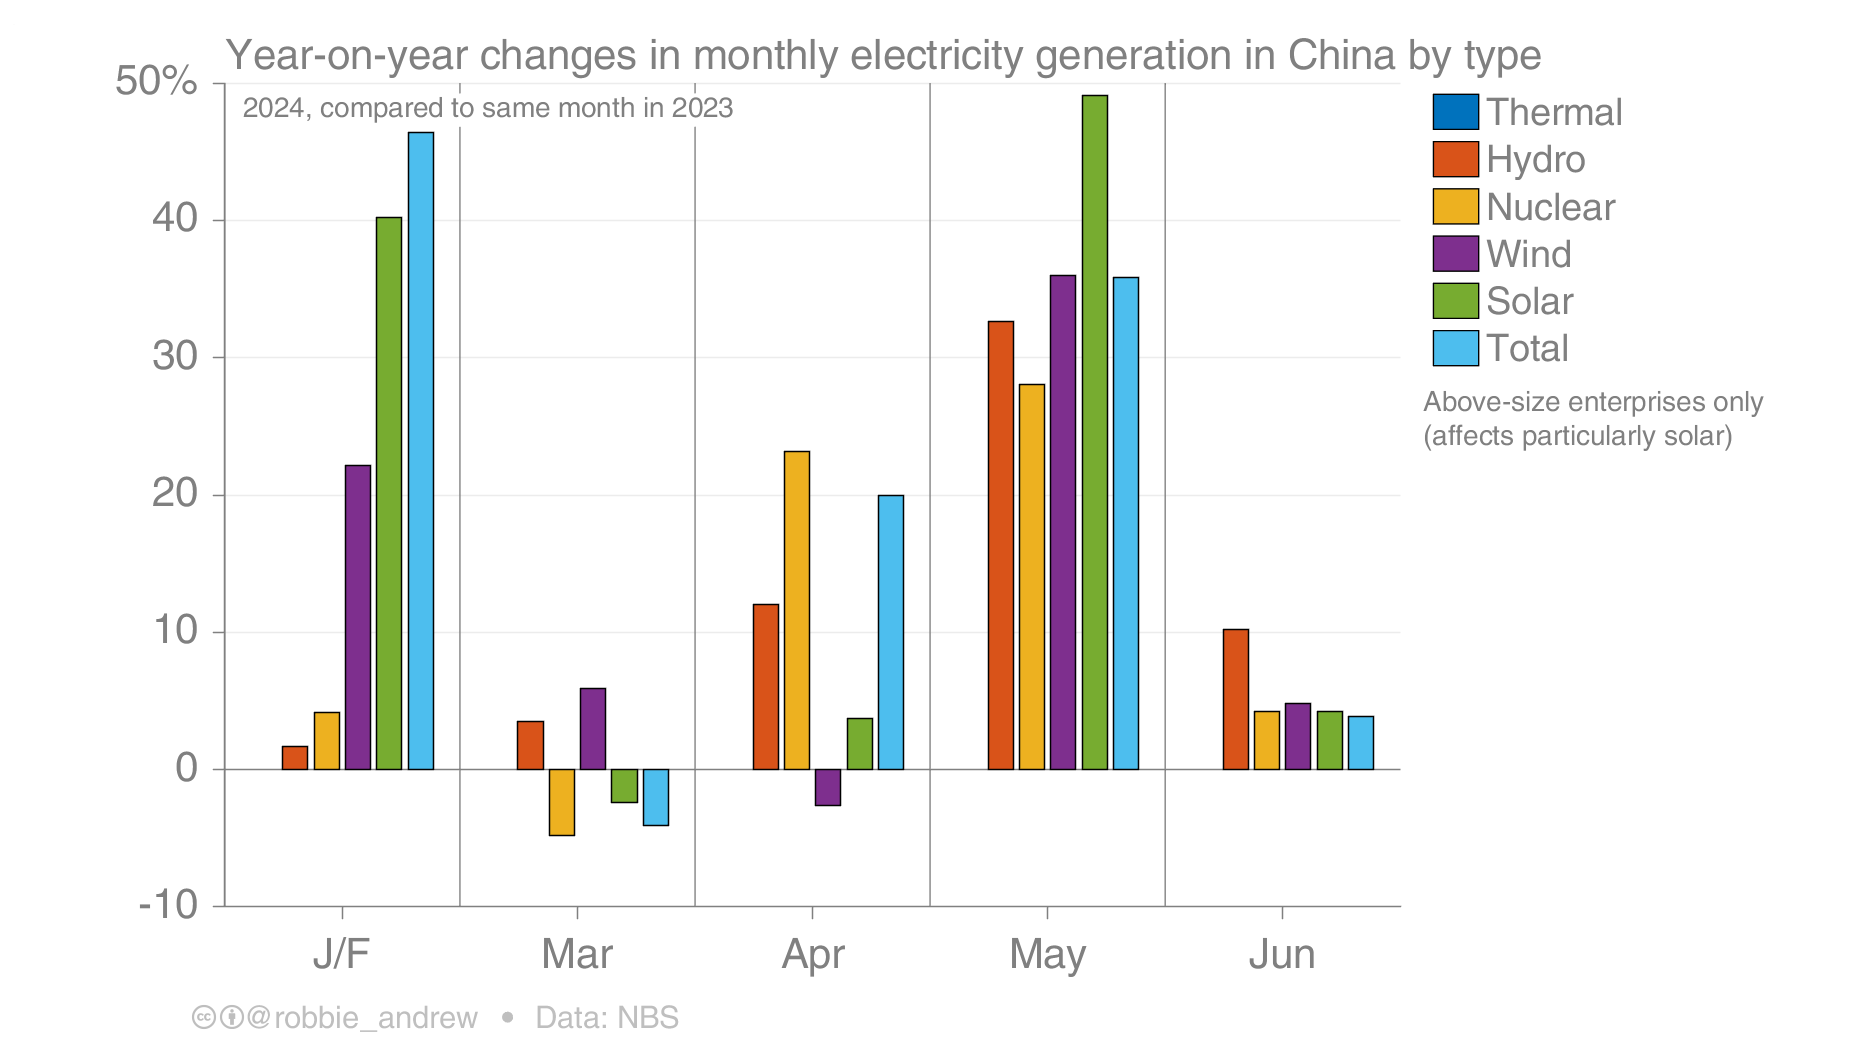 Year-on-year changes in monthly electricity generation in China by type
50%
2024, compared to same month in 2023
40
30
20
10
0
-10
J/F Mar Apr May Jun
Thermal
Hydro
Nuclear
Wind
Solar
Total
Above-size enterprises only
(affects particularly solar)
cc @robbie_andrew • Data: NBS